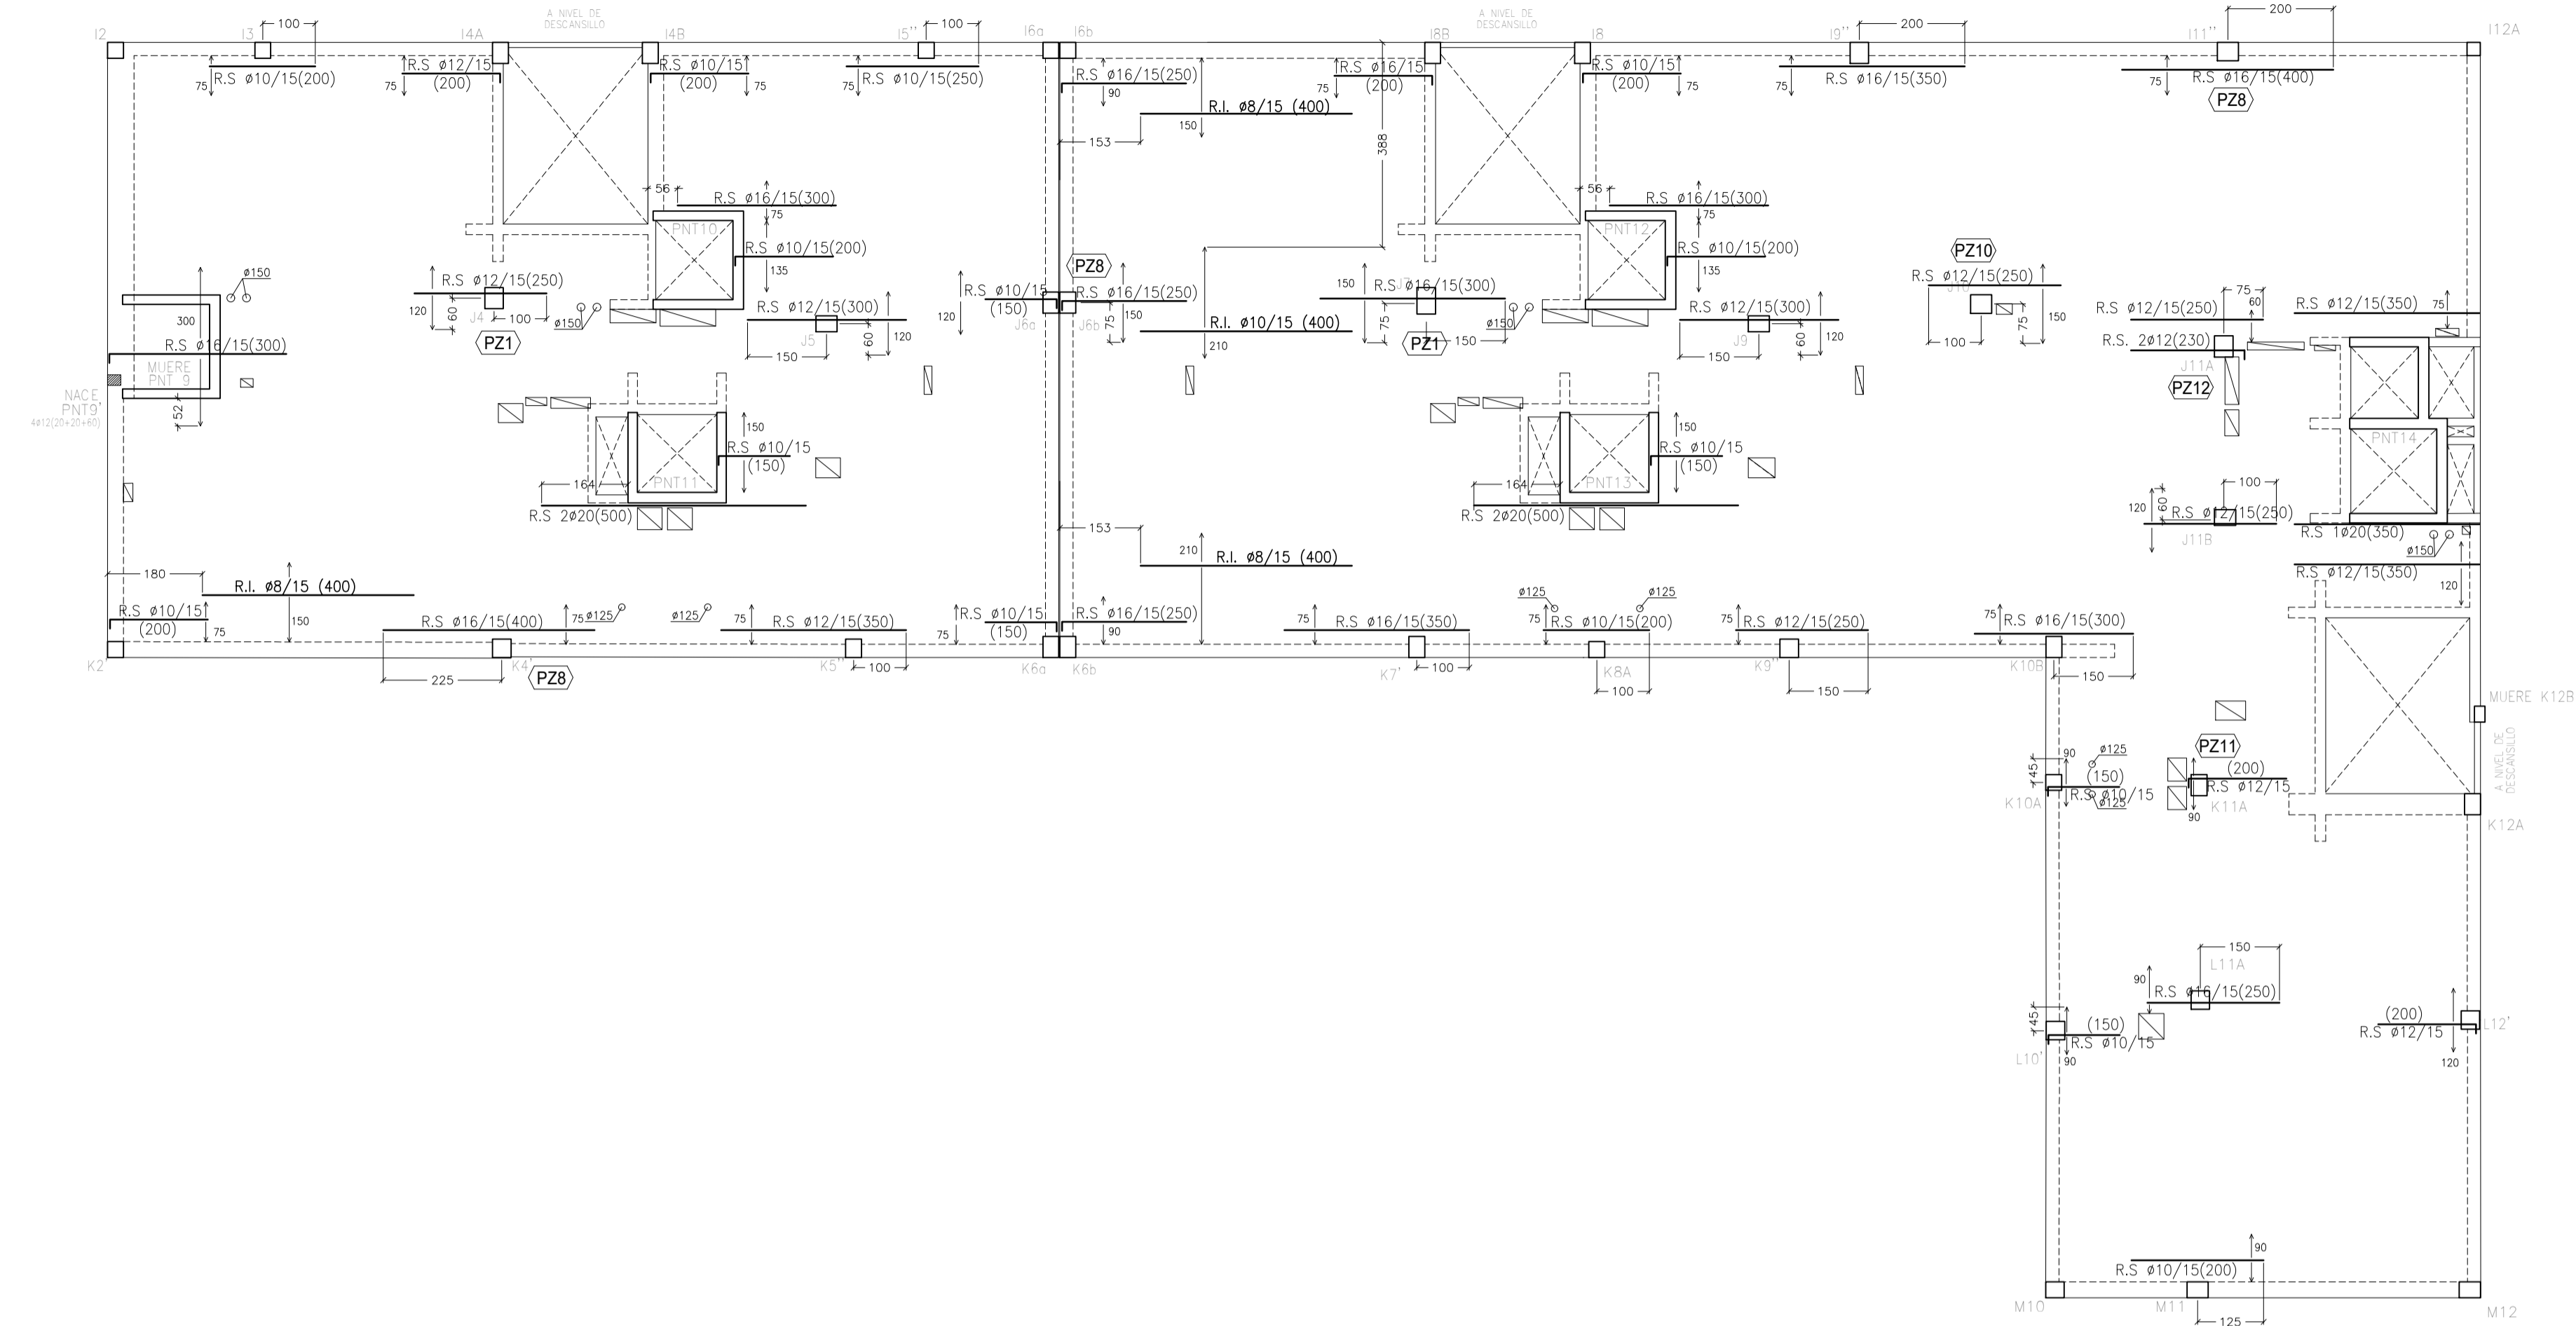 A NIVEL DE
DESCANSILLO
A NIVEL DE
DESCANSILLO
I2
I3
100
I4A
I4B
I5''
100
I6a
I6b
I8B
I8
I9''
200
I11''
200
I12A
75
R.S ø10/15(200)
75
R.S ø12/15
(200)
R.S ø10/15
(200)
75
75
R.S ø10/15(250)
R.S ø16/15(250)
90
R.I. ø8/15 (400)
150
153
388
75
R.S ø16/15
(200)
R.S ø10/15
(200)
75
75
R.S ø16/15(350)
75
R.S ø16/15(400)
PZ8
56
R.S ø16/15(300)
75
PNT10
R.S ø10/15(200)
135
56
R.S ø16/15(300)
75
PNT12
R.S ø10/15(200)
135
ø150
300
R.S ø16/15(300)
MUERE
PNT 9
52
NACE
PNT9'
4ø12(20+20+60)
R.S ø12/15(250)
120
60
J4
100
PZ1
ø150
R.S ø12/15(300)
J5
150
60
120
R.S ø10/15
(150)
120
J6a
PZ8
R.S ø16/15(250)
J6b
75
150
R.I. ø10/15 (400)
210
150
J7
R.S ø16/15(300)
75
PZ1
150
ø150
R.S ø12/15(300)
J9
150
60
120
PZ10
R.S ø12/15(250)
J10
100
75
150
R.S ø12/15(250)
75
60
R.S. 2ø12(230)
J11A
PZ12
R.S ø12/15(350)
75
PNT14
150
R.S ø10/15
(150)
PNT11
164
R.S 2ø20(500)
150
R.S ø10/15
(150)
PNT13
164
R.S 2ø20(500)
100
120
60
R.S ø12/15(250)
J11B
R.S 1ø20(350)
ø150
R.S ø12/15(350)
120
180
R.I. ø8/15 (400)
150
153
210
R.I. ø8/15 (400)
R.S ø10/15
(200)
75
K2'
R.S ø16/15(400)
75
ø125
225
K4'
PZ8
ø125
75
R.S ø12/15(350)
K5''
100
75
R.S ø10/15
(150)
K6a
K6b
R.S ø16/15(250)
90
75
R.S ø16/15(350)
K7'
100
ø125
ø125
75
R.S ø10/15(200)
K8A
100
75
R.S ø12/15(250)
K9''
150
75
R.S ø16/15(300)
K10B
150
MUERE K12B
A NIVEL DE
DESCANSILLO
PZ11
90
45
ø125
(150)
R.S ø10/15
ø125
K10A
(200)
R.S ø12/15
K11A
90
K12A
150
L11A
90
R.S ø16/15(250)
45
(150)
R.S ø10/15
L10'
90
(200)
R.S ø12/15
L12'
120
90
R.S ø10/15(200)
M10
M11
125
M12